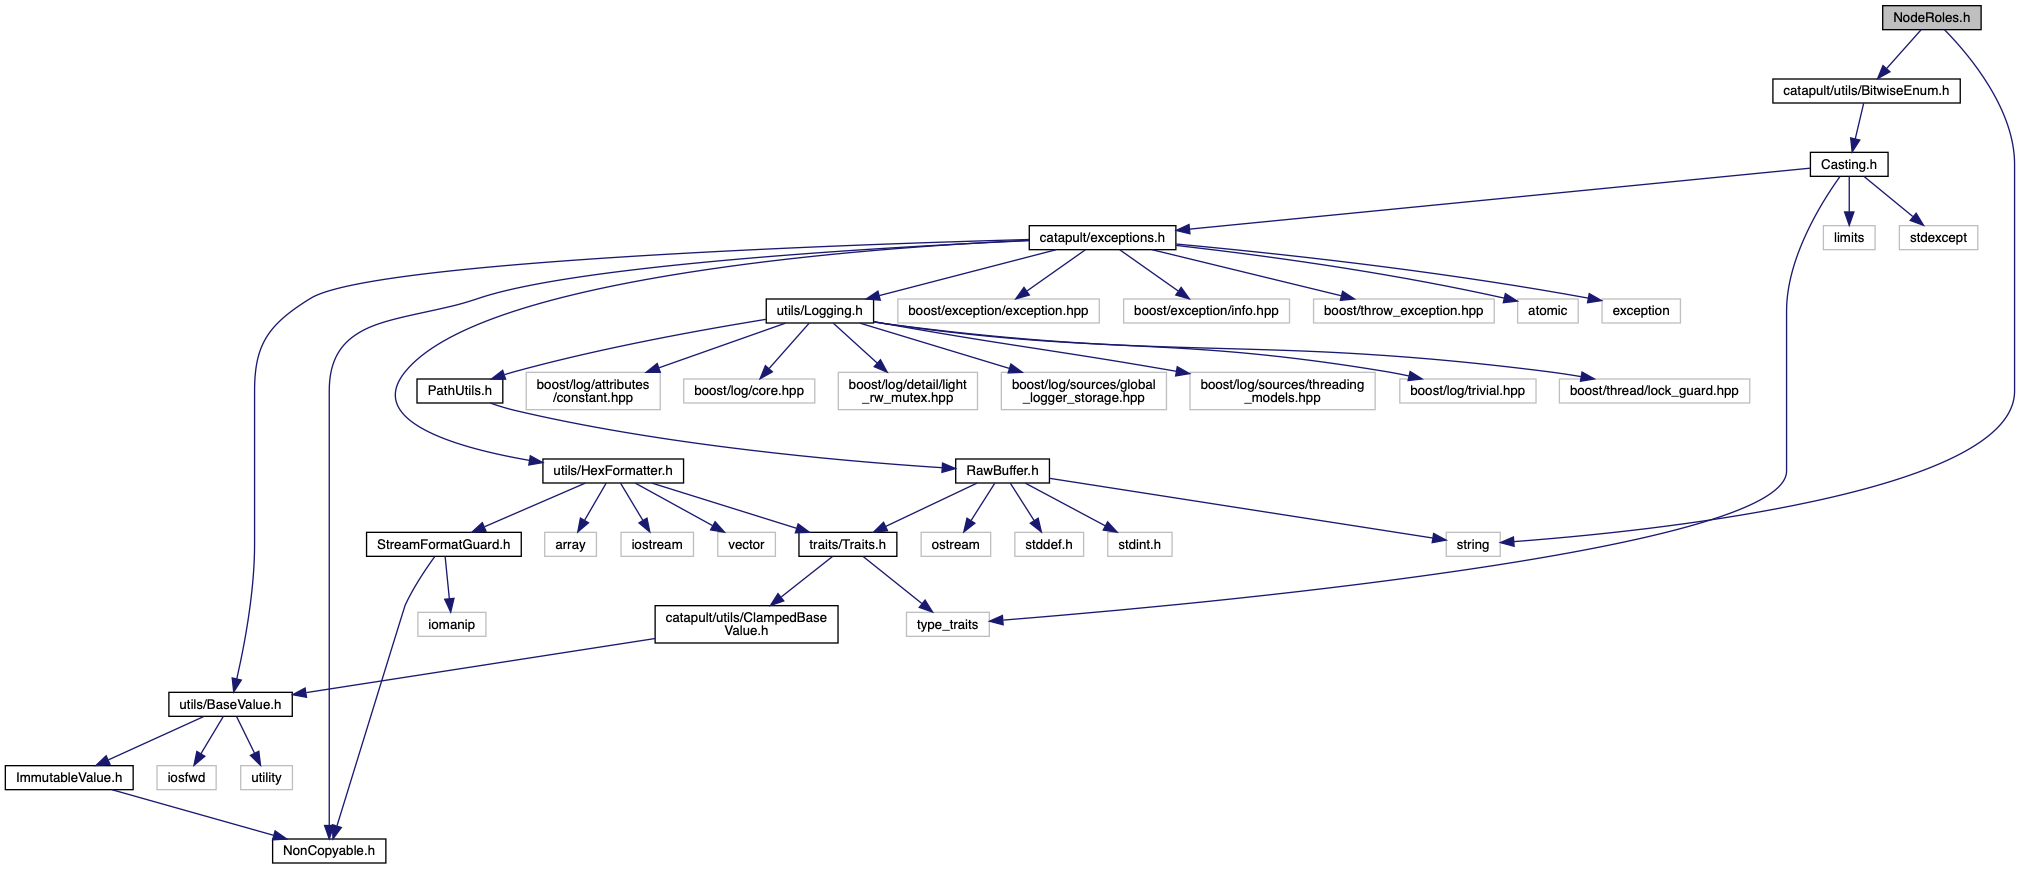 NodeRoles.h
catapult/utils/BitwiseEnum.h
Casting.h
catapult/exceptions.h
limits
stdexcept
utils/Logging.h
boost/exception/exception.hpp
boost/exception/info.hpp
boost/throw_exception.hpp
atomic
exception
PathUtils.h
boost/log/attributes
/constant.hpp
boost/log/core.hpp
boost/log/detail/light
_rw_mutex.hpp
boost/log/sources/global
_logger_storage.hpp
boost/log/sources/threading
_models.hpp
boost/log/trivial.hpp
boost/thread/lock_guard.hpp
utils/HexFormatter.h
RawBuffer.h
StreamFormatGuard.h
array
iostream
vector
traits/Traits.h
ostream
stddef.h
stdint.h
string
iomanip
catapult/utils/ClampedBase
Value.h
type_traits
utils/BaseValue.h
ImmutableValue.h
iosfwd
utility
NonCopyable.h